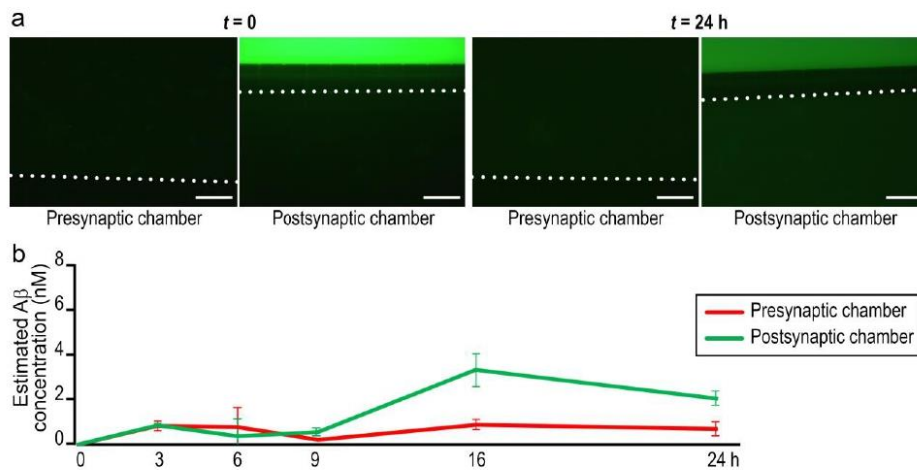 a
t = 0
t = 24 h
Presynaptic chamber
Postsynaptic chamber
Presynaptic chamber
Postsynaptic chamber
b
Estimated Aβ
concentration (nM)
8
6
4
2
0
0 3 6 9 16 24 h
Presynaptic chamber
Postsynaptic chamber